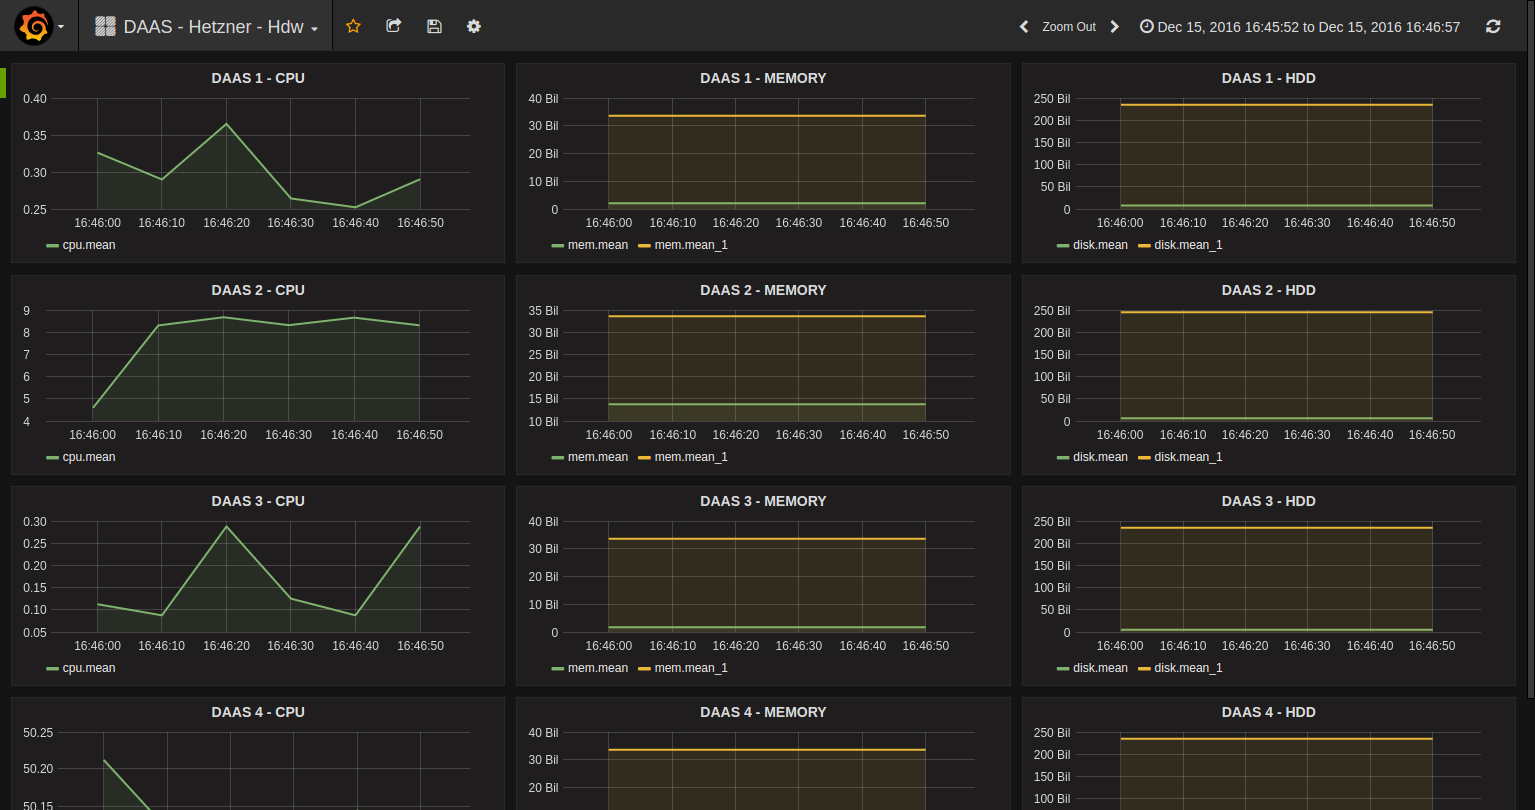 DAAS - Hetzner - Hdw
Zoom Out
Dec 15, 2016 16:45:52 to Dec 15, 2016 16:46:57
DAAS 1 - CPU
0.40
0.35
0.30
0.25
16:46:00 16:46:10 16:46:20 16:46:30 16:46:40 16:46:50
cpu.mean
DAAS 1 - MEMORY
40 Bil
30 Bil
20 Bil
10 Bil
0
16:46:00 16:46:10 16:46:20 16:46:30 16:46:40 16:46:50
mem.mean mem.mean_1
DAAS 1 - HDD
250 Bil
200 Bil
150 Bil
100 Bil
50 Bil
0
16:46:00 16:46:10 16:46:20 16:46:30 16:46:40 16:46:50
disk.mean disk.mean_1
DAAS 2 - CPU
9
8
7
6
5
4
16:46:00 16:46:10 16:46:20 16:46:30 16:46:40 16:46:50
cpu.mean
DAAS 2 - MEMORY
35 Bil
30 Bil
25 Bil
20 Bil
15 Bil
10 Bil
16:46:00 16:46:10 16:46:20 16:46:30 16:46:40 16:46:50
mem.mean mem.mean_1
DAAS 2 - HDD
250 Bil
200 Bil
150 Bil
100 Bil
50 Bil
0
16:46:00 16:46:10 16:46:20 16:46:30 16:46:40 16:46:50
disk.mean disk.mean_1
DAAS 3 - CPU
0.30
0.25
0.20
0.15
0.10
0.05
16:46:00 16:46:10 16:46:20 16:46:30 16:46:40 16:46:50
cpu.mean
DAAS 3 - MEMORY
40 Bil
30 Bil
20 Bil
10 Bil
0
16:46:00 16:46:10 16:46:20 16:46:30 16:46:40 16:46:50
mem.mean mem.mean_1
DAAS 3 - HDD
250 Bil
200 Bil
150 Bil
100 Bil
50 Bil
0
16:46:00 16:46:10 16:46:20 16:46:30 16:46:40 16:46:50
disk.mean disk.mean_1
DAAS 4 - CPU
50.25
50.20
50.15
DAAS 4 - MEMORY
40 Bil
30 Bil
20 Bil
DAAS 4 - HDD
250 Bil
200 Bil
150 Bil
100 Bil